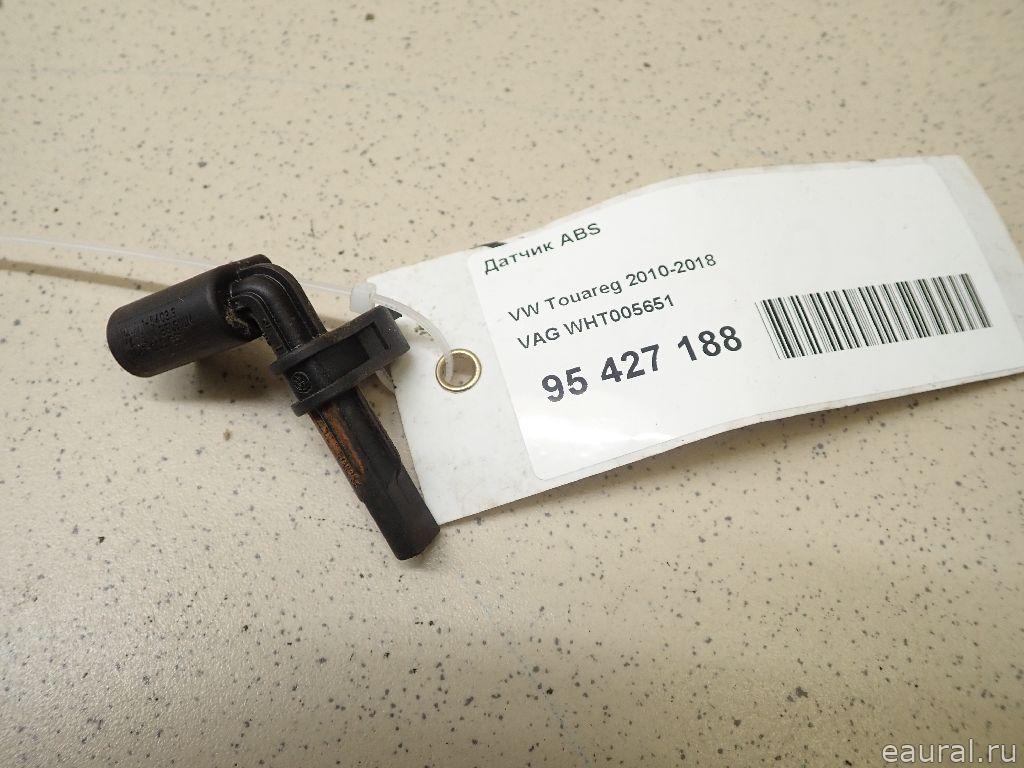 Датчик ABS
VW Touareg 2010-2018
VAG WHT005651
95 427 188
eaural.ru